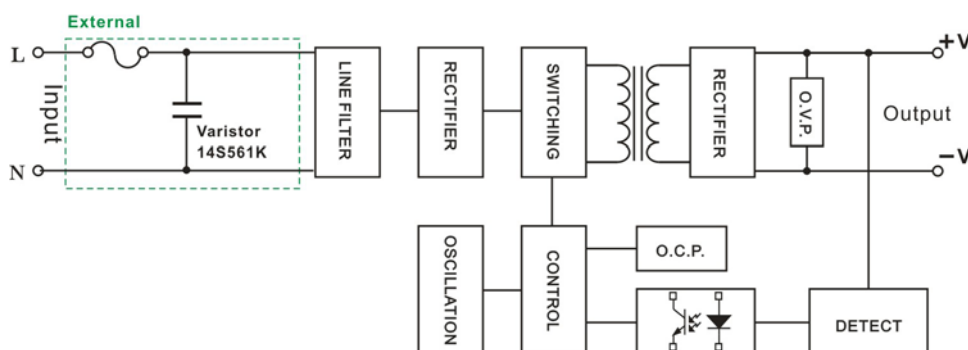 External
L
Input
N
Varistor
14S561K
LINE FILTER
RECTIFIER
SWITCHING
RECTIFIER
O.V.P.
+V
Output
−V
OSCILLATION
CONTROL
O.C.P.
DETECT